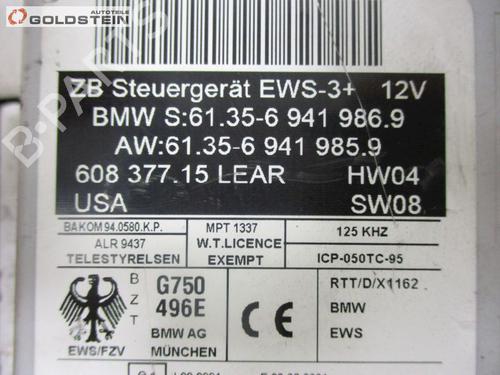 GOLDSTEIN
B-PARTS
ZB Steuergerät EWS-3+ 12V
BMW S:61.35-6 941 986.9
AW:61.35-6 941 985.9
608 377.15 LEAR HW04
USA SW08
BAKOM 94.0580.K.P.
MPT 1337
125 KHZ
ALR 9437
W.T.LICENCE
TELESTYRELSEN
EXEMPT
ICP-050TC-95
B
Z
T
G750
496E
BMW AG
MÜNCHEN
EWS/FZV
CE
RTT/D/X1162
BMW
EWS